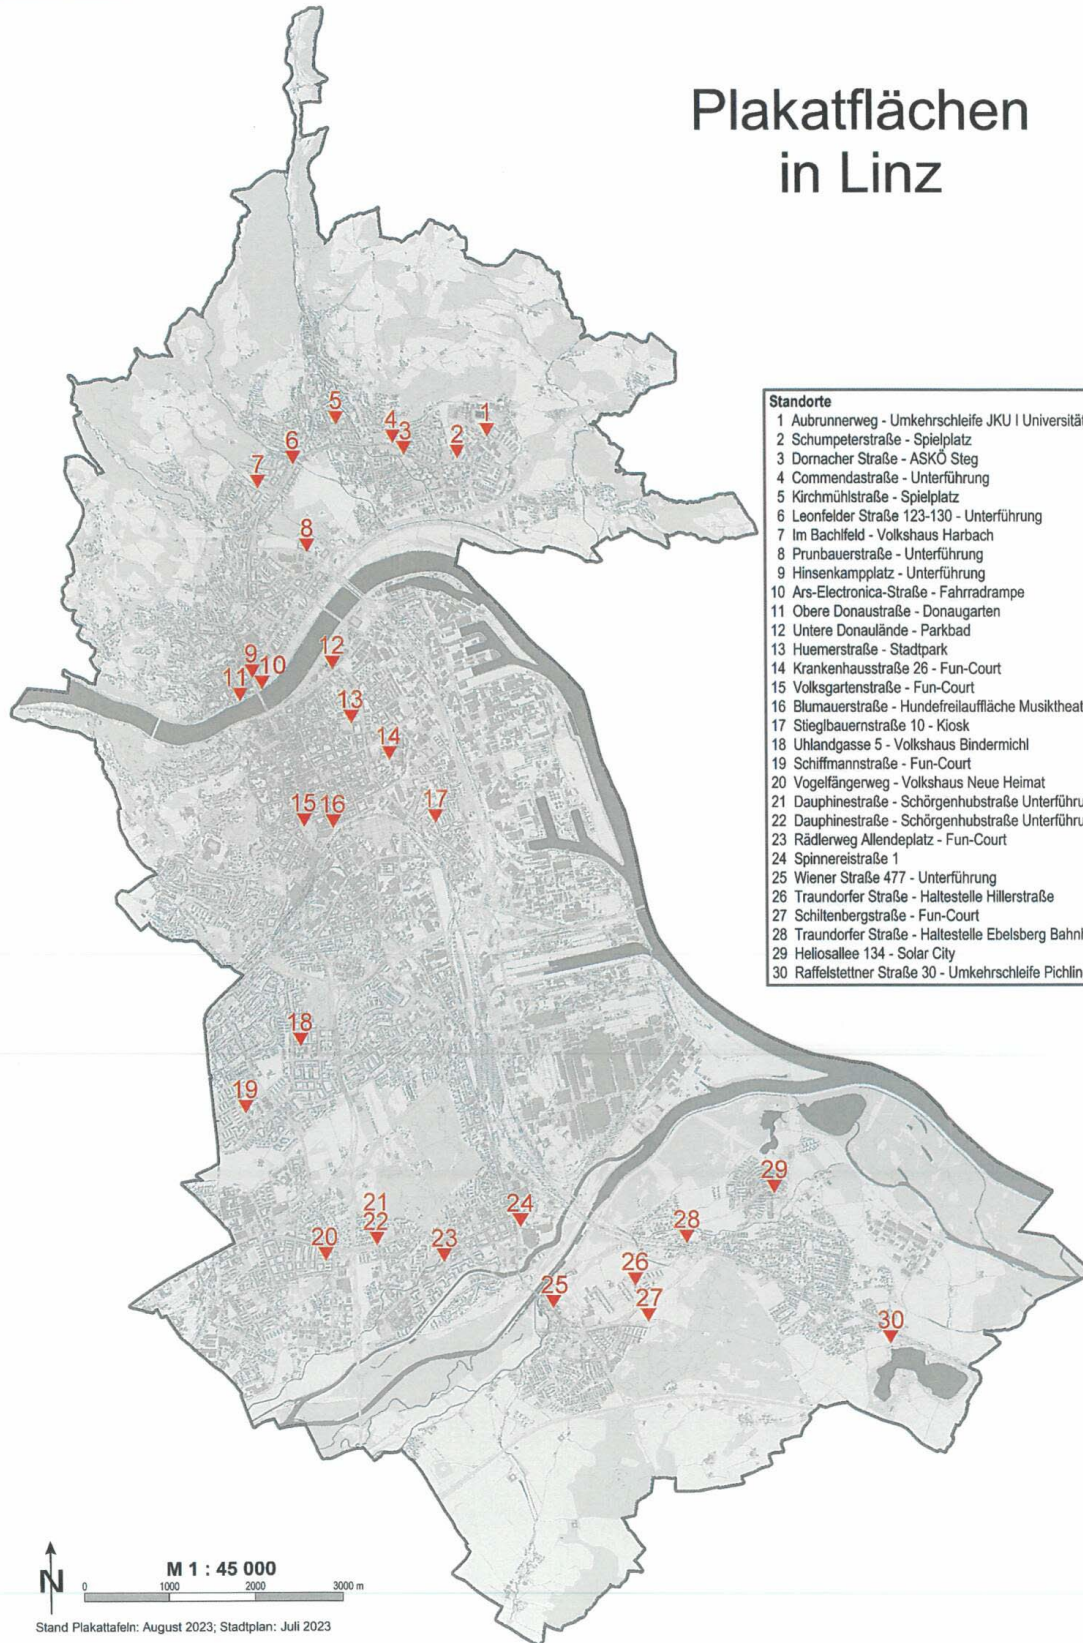 Plakatflächen
in Linz
Standorte
1 Aubrunnerweg - Umkehrschleife JKU I Universität
2 Schumpeterstraße - Spielplatz
3 Dornacher Straße - ASKÖ Steg
4 Commendastraße - Unterführung
5 Kirchmühlstraße - Spielplatz
6 Leonfelder Straße 123-130 - Unterführung
7 Im Bachlfeld - Volkshaus Harbach
8 Prunbauerstraße - Unterführung
9 Hinsenkampplatz - Unterführung
10 Ars-Electronica-Straße - Fahrradrampe
11 Obere Donaustraße - Donaugarten
12 Untere Donaulände - Parkbad
13 Huemerstraße - Stadtpark
14 Krankenhausstraße 26 - Fun-Court
15 Volksgartenstraße - Fun-Court
16 Blumauerstraße - Hundefreilauffläche Musiktheat
17 Stieglbauernstraße 10 - Kiosk
18 Uhlandgasse 5 - Volkshaus Bindermichl
19 Schiffmannstraße - Fun-Court
20 Vogelfängerweg - Volkshaus Neue Heimat
21 Dauphinestraße - Schörgenhubstraße Unterführu
22 Dauphinestraße - Schörgenhubstraße Unterführu
23 Rädlerweg Allendeplatz - Fun-Court
24 Spinnereistraße 1
25 Wiener Straße 477 - Unterführung
26 Traundorfer Straße - Haltestelle Hillerstraße
27 Schiltenbergstraße - Fun-Court
28 Traundorfer Straße - Haltestelle Ebelsberg Bahnh
29 Heliosallee 134 - Solar City
30 Raffelstettner Straße 30 - Umkehrschleife Pichlin
5
4
1
3
2
6
7
8
9
10
11
12
13
14
15
16
17
18
19
20
21
22
23
24
25
26
27
28
29
30
N
M 1 : 45 000
0 1000 2000 3000 m
Stand Plakattafeln: August 2023; Stadtplan: Juli 2023